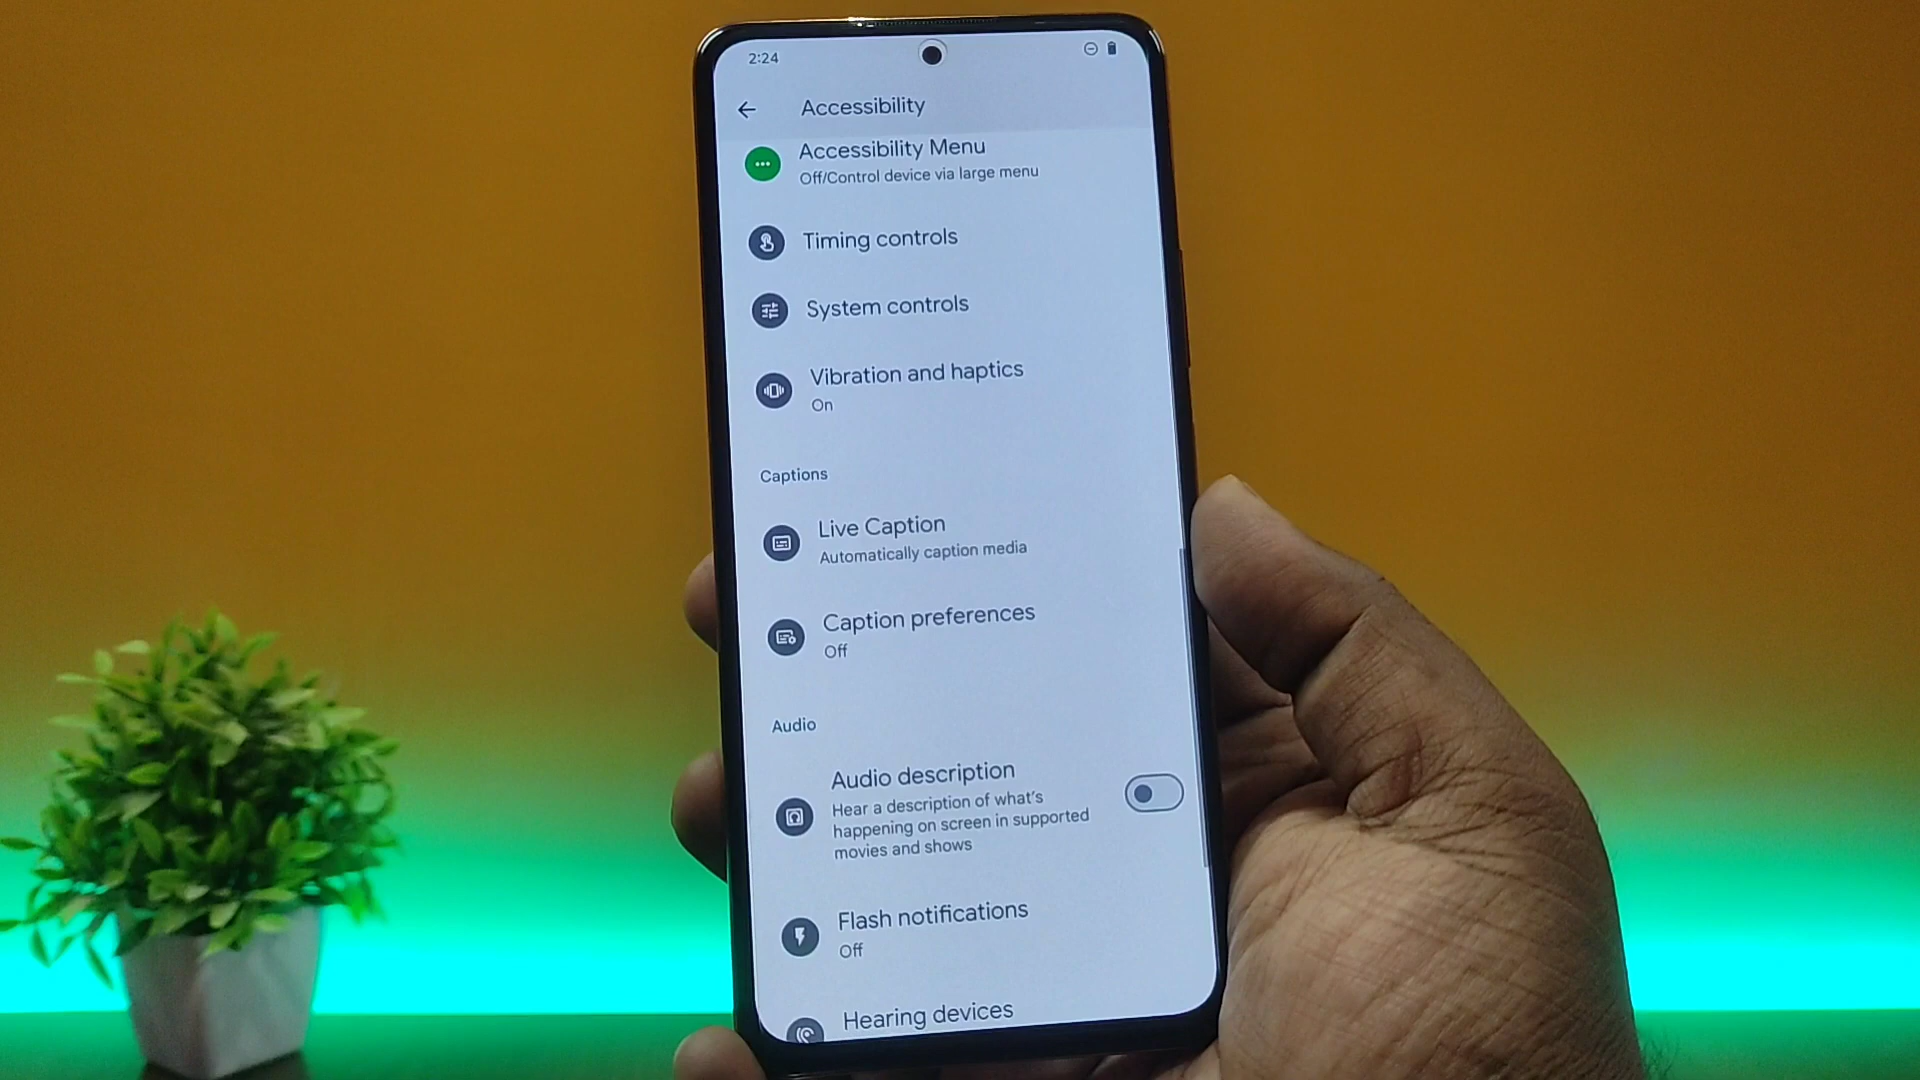 2:24
Accessibility
Accessibility Menu
Off/Control device via large menu
Timing controls
System controls
Vibration and haptics
On
Captions
Live Caption
Automatically caption media
Caption preferences
Off
Audio
Audio description
Hear a description of what's
happening on screen in supported
movies and shows
Flash notifications
Off
Hearing devices